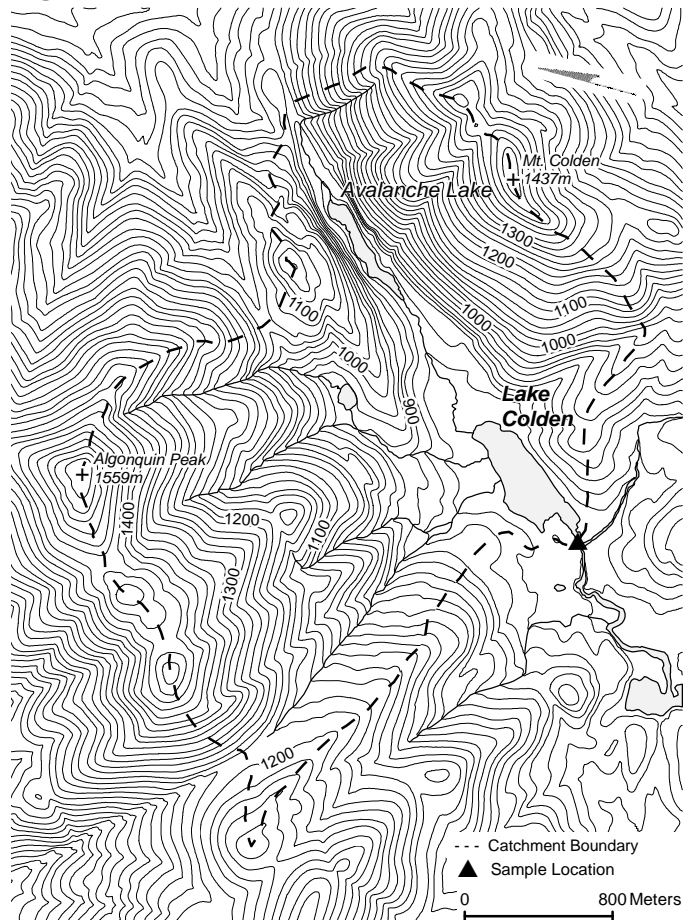 Mt. Colden
1437m
Avalanche Lake
1300
1200
1100
1100
1000
1000
1000
900
Lake
Colden
Algonquin Peak
1559m
1400
1200
1100
1300
1200
Catchment Boundary
Sample Location
0 800 Meters